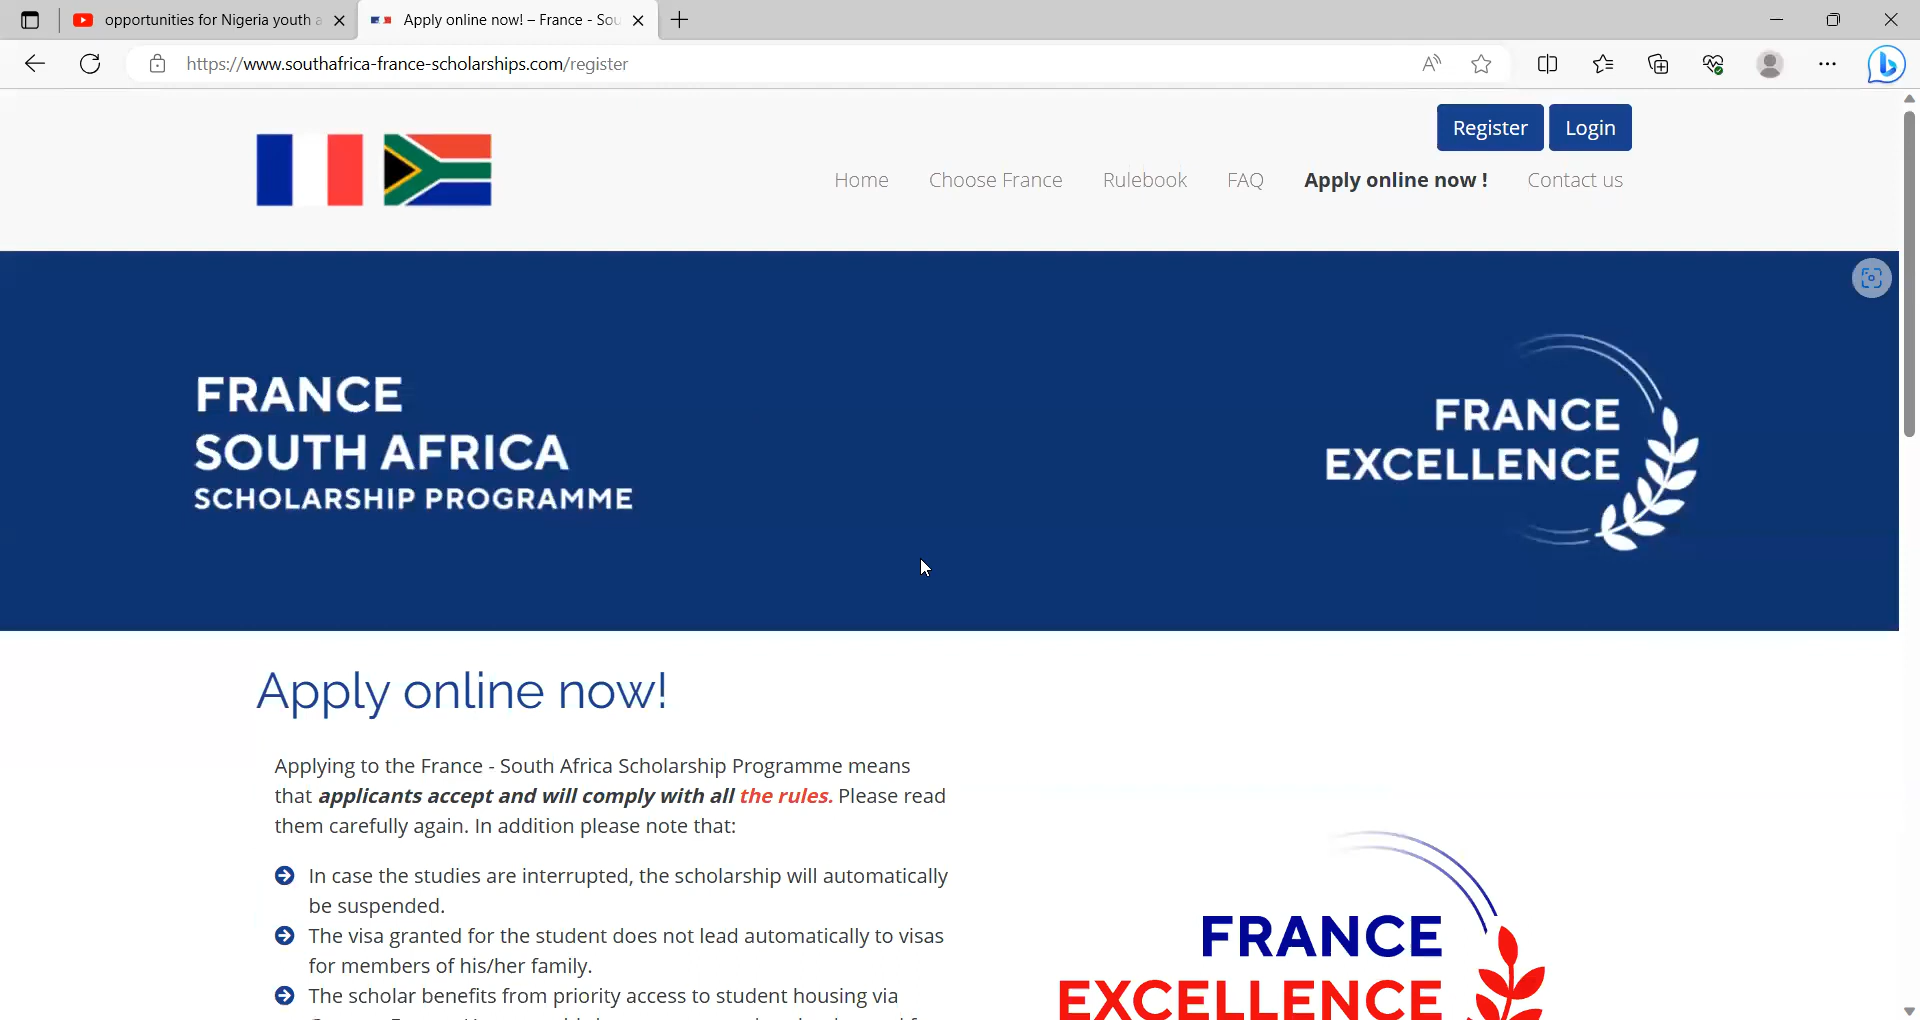 opportunities for Nigeria youth a
Apply online now! – France - Sou
https://www.southafrica-france-scholarships.com/register
Register Login
Home Choose France Rulebook FAQ Apply online now ! Contact us
FRANCE
SOUTH AFRICA
SCHOLARSHIP PROGRAMME
FRANCE
EXCELLENCE
Apply online now!
Applying to the France - South Africa Scholarship Programme means
that applicants accept and will comply with all the rules. Please read
them carefully again. In addition please note that:
In case the studies are interrupted, the scholarship will automatically
be suspended.
The visa granted for the student does not lead automatically to visas
for members of his/her family.
The scholar benefits from priority access to student housing via
FRANCE
EXCELLENCE